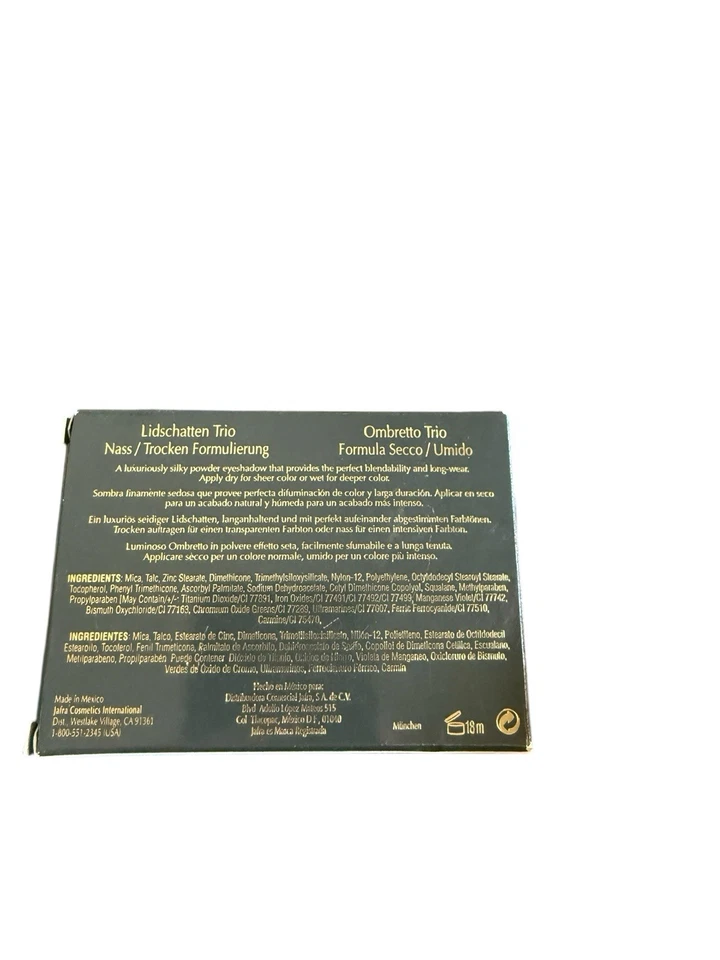 Lidschatten Trio
Nass / Trocken Formulierung
Ombretto Trio
Formula Secco / Umido
A luxuriously silky powder eyeshadow that provides the perfect blendability and long-wear.
Apply dry for sheer color or wet for deeper color.
Sombra finamente sedosa que provee perfecta difuminación de color y larga duración. Aplicar en seco
para un acabado natural y húmeda para un acabado más intenso.
Ein luxuriös seidiger Lidschatten, langanhaltend und mit perfekt aufeinander abgestimmten Farbtönen.
Trocken auftragen für einen transparenten Farbton oder nass für einen intensiven Farbton.
Luminoso Ombretto in polvere effetto seta, facilmente sfumabile e a lunga tenuta.
Applicare secco per un colore normale, umido per un colore più intenso.
INGREDIENTS: Mica, Talc, Zinc Stearate, Dimethicone, Trimethylsiloxysilicate, Nylon-12, Polyethylene, Octyldodecyl Stearoyl Stearate,
Tocopherol, Phenyl Trimethicone, Ascorbyl Palmitate, Sodium Dehydroacetate, Cetyl Dimethicone Copolyol, Squalane, Methylparaben,
Propylparaben [May Contain/+/-: Titanium Dioxide/CI 77891, Iron Oxides/CI 77491/CI 77492/CI 77499, Manganese Violet/CI 77742,
Bismuth Oxychloride/CI 77163, Chromium Oxide Greens/CI 77289, Ultramarines/CI 77007, Ferric Ferrocyanide/CI 77510,
Carmine/CI 75470
INGREDIENTES: Mica, Talco, Estearato de Cinc, Dimeticona, Nilón-12, Polietileno, Estearato de Octildodecil
Estearoilo, Tocoferol, Fenil Trimeticona, Palmitato de Ascorbilo, Copoliol de Dimeticona Cetílica, Escualano,
Metilparabeno, Propilparabén Puede Contener Dióxido de Titanio, Óxidos de Hierro, Violeta de Manganeso, Oxicloruro de Bismuto,
Verdes de Óxido de Cromo, Ultramarinos, Ferrocianuro Férrico, Carmín
Hecho en México para:
Distribuidora Comercial Jafra, S.A. de C.V.
Blvd Adolfo López Mateos 515
Col Tlacopac, México D F, 01040
Jafra es Marca Registrada
Made in Mexico
Jafra Cosmetics International
Dist., Westlake Village, CA 91361
1-800-551-2345 (USA)
München
18m